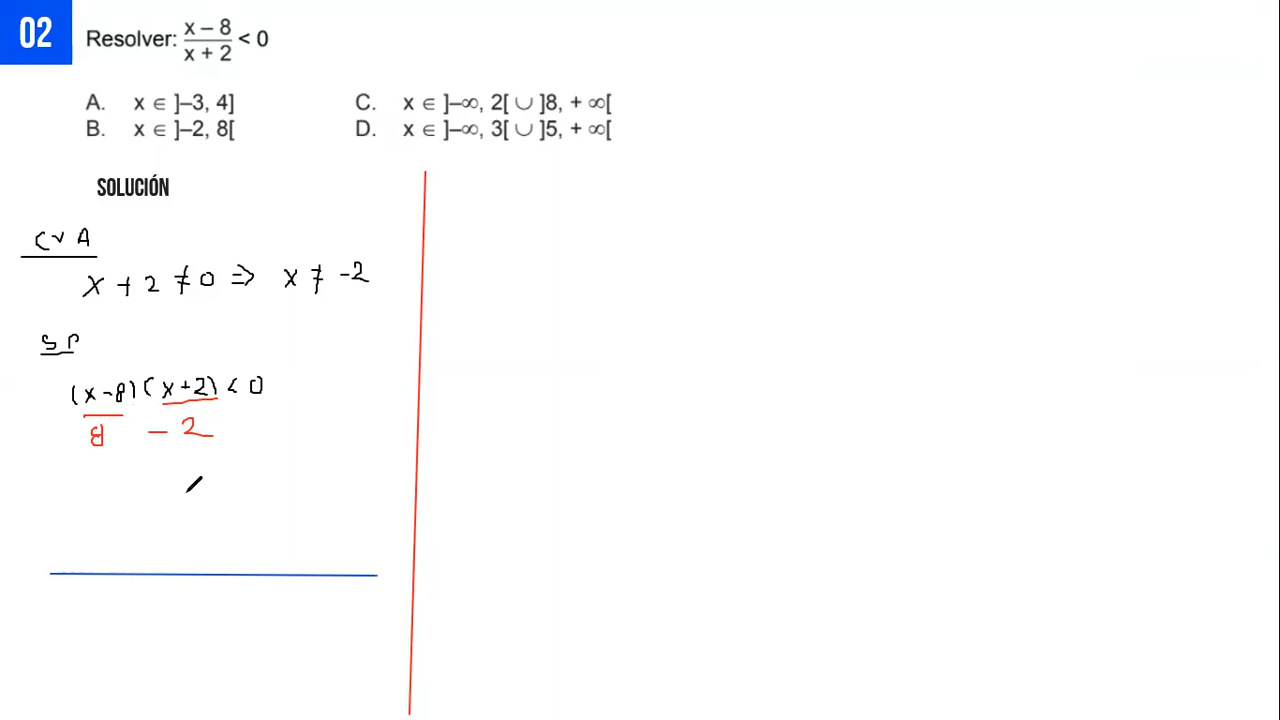 02
Resolver: (x – 8)/(x + 2) < 0
A. x ∈ ]–3, 4]
B. x ∈ ]–2, 8[
C. x ∈ ]–∞, 2[ ∪ ]8, + ∞[
D. x ∈ ]–∞, 3[ ∪ ]5, + ∞[
SOLUCIÓN
CVA
x + 2 ≠ 0 ⇒ x ≠ -2
SP
(x-8)(x+2) < 0
8 -2